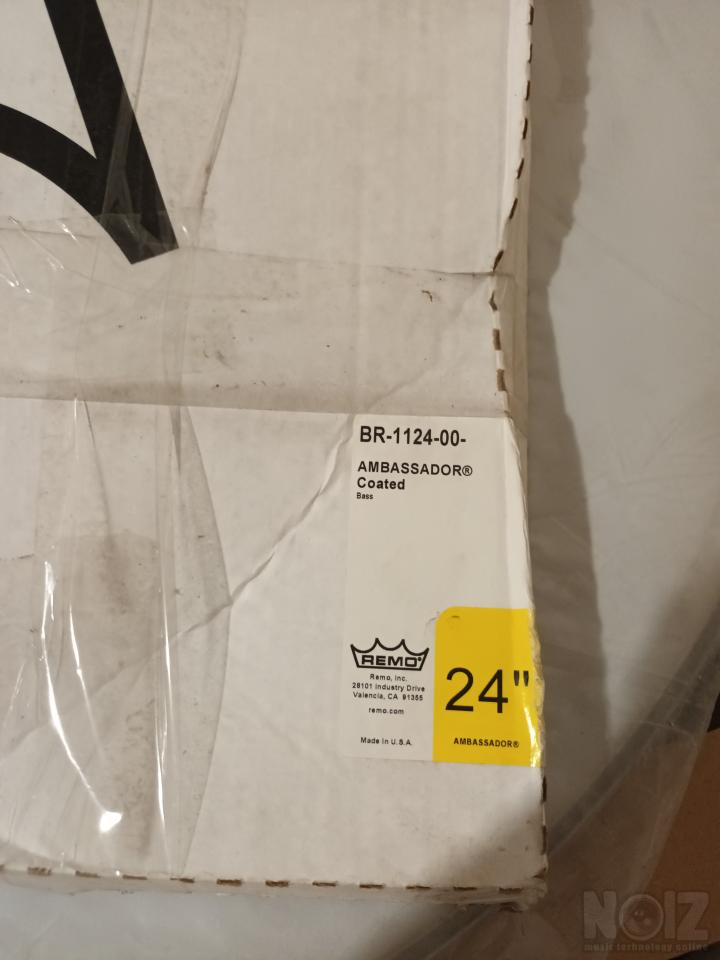 BR-1124-00-
AMBASSADOR®
Coated
Bass
REMO®
Remo, Inc.
28101 Industry Drive
Valencia, CA 91355
remo.com
Made in U.S.A.
24"
AMBASSADOR®
NOIZ
music technology online